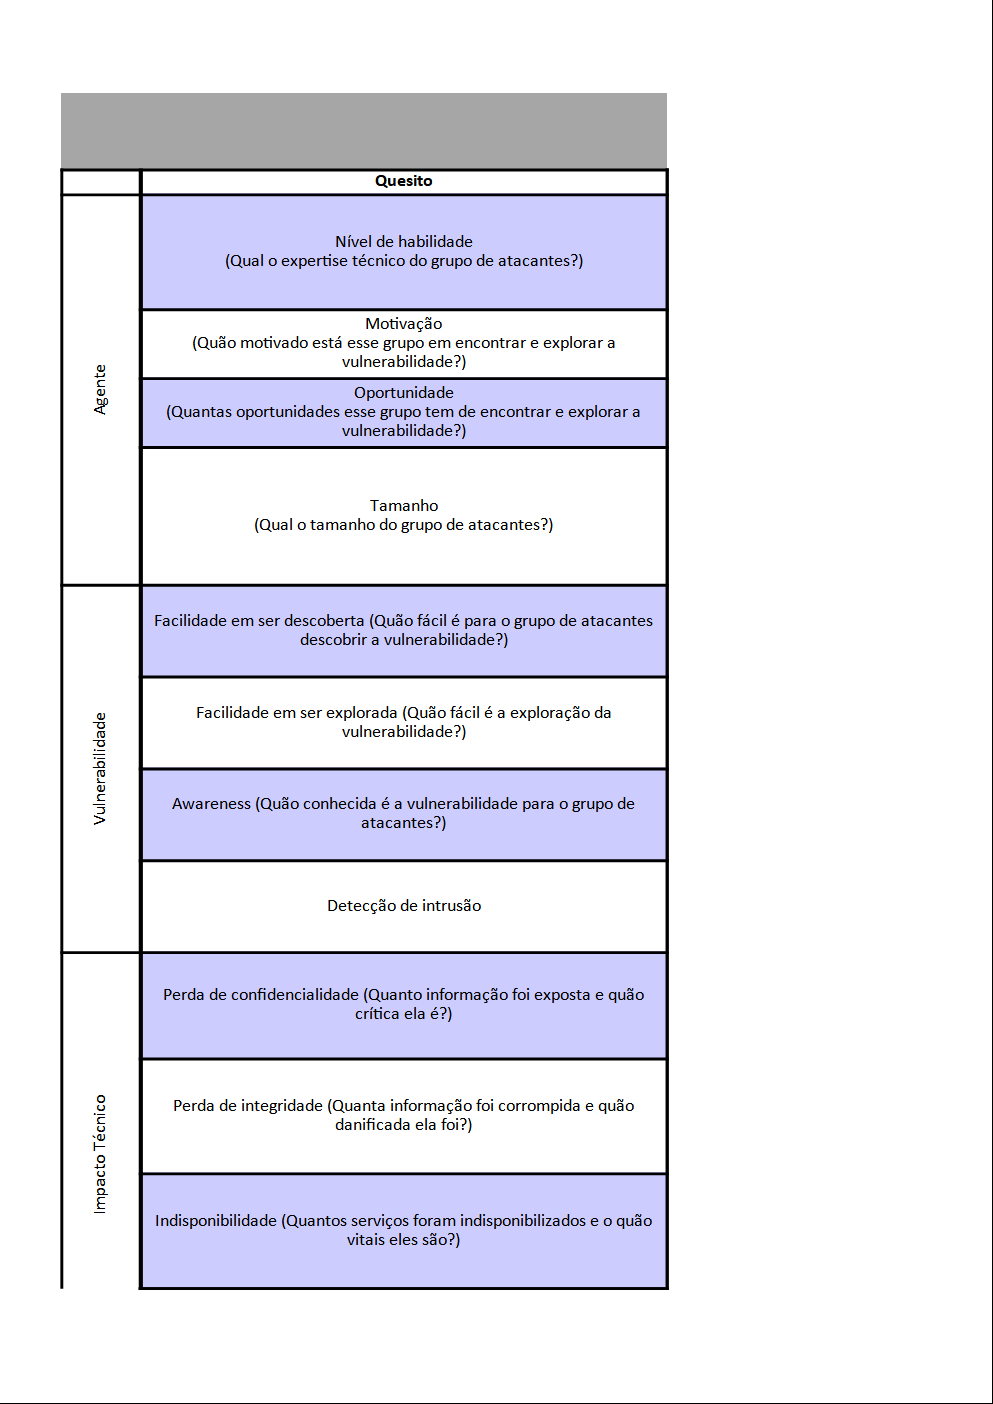 Quesito
Agente
Nível de habilidade
(Qual o expertise técnico do grupo de atacantes?)
Motivação
(Quão motivado está esse grupo em encontrar e explorar a
vulnerabilidade?)
Oportunidade
(Quantas oportunidades esse grupo tem de encontrar e explorar a
vulnerabilidade?)
Tamanho
(Qual o tamanho do grupo de atacantes?)
Vulnerabilidade
Facilidade em ser descoberta (Quão fácil é para o grupo de atacantes
descobrir a vulnerabilidade?)
Facilidade em ser explorada (Quão fácil é a exploração da
vulnerabilidade?)
Awareness (Quão conhecida é a vulnerabilidade para o grupo de
atacantes?)
Detecção de intrusão
Impacto Técnico
Perda de confidencialidade (Quanto informação foi exposta e quão
crítica ela é?)
Perda de integridade (Quanta informação foi corrompida e quão
danificada ela foi?)
Indisponibilidade (Quantos serviços foram indisponibilizados e o quão
vitais eles são?)